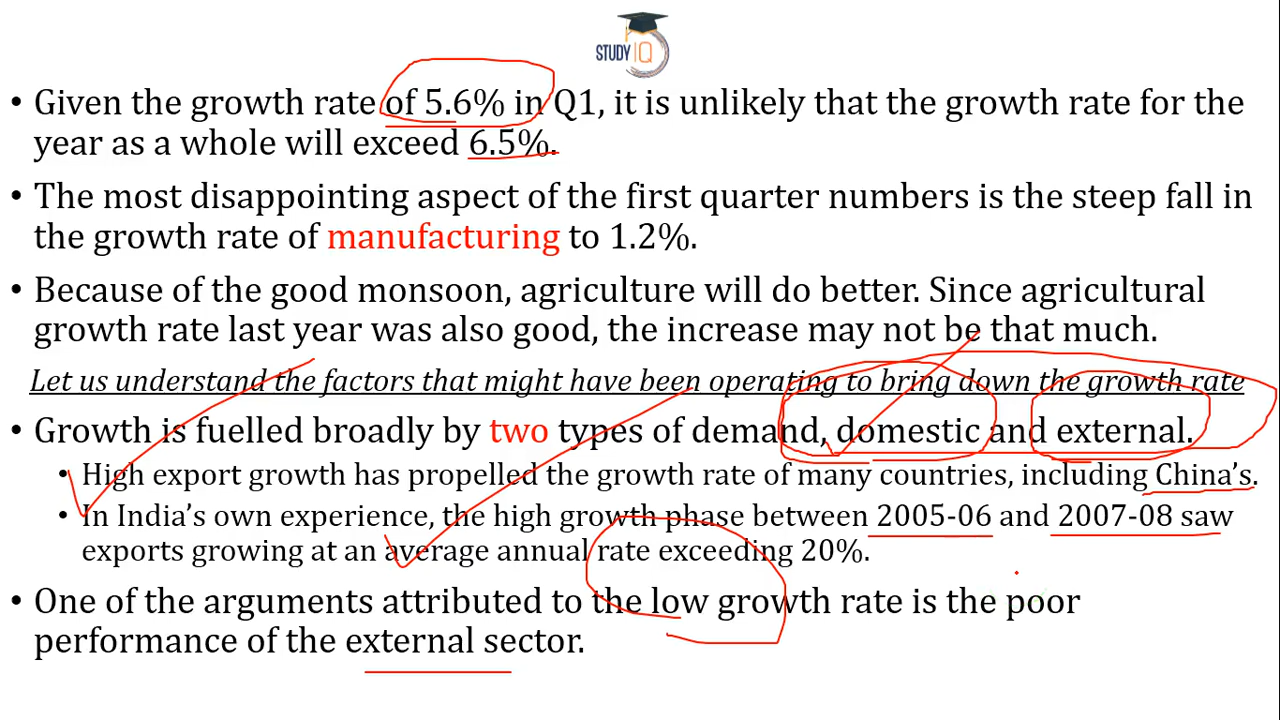 STUDY IQ
• Given the growth rate of 5.6% in Q1, it is unlikely that the growth rate for the
year as a whole will exceed 6.5%.
• The most disappointing aspect of the first quarter numbers is the steep fall in
the growth rate of manufacturing to 1.2%.
• Because of the good monsoon, agriculture will do better. Since agricultural
growth rate last year was also good, the increase may not be that much.
Let us understand the factors that might have been operating to bring down the growth rate
• Growth is fuelled broadly by two types of demand, domestic and external.
• High export growth has propelled the growth rate of many countries, including China's.
• In India's own experience, the high growth phase between 2005-06 and 2007-08 saw
exports growing at an average annual rate exceeding 20%.
• One of the arguments attributed to the low growth rate is the poor
performance of the external sector.